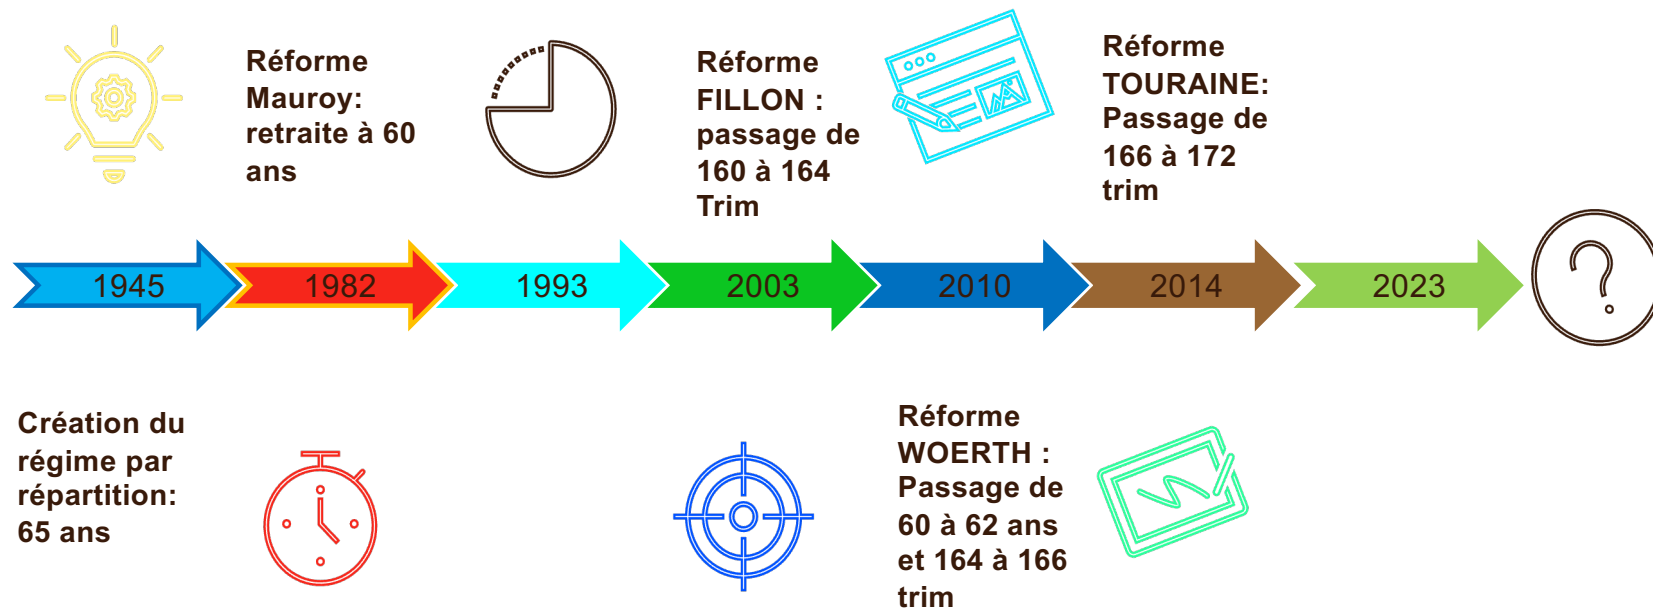 Réforme
Mauroy:
retraite à 60
ans
Réforme
FILLON :
passage de
160 à 164
Trim
Réforme
TOURAINE:
Passage de
166 à 172
trim
1945
1982
1993
2003
2010
2014
2023
?
Création du
régime par
répartition:
65 ans
Réforme
WOERTH :
Passage de
60 à 62 ans
et 164 à 166
trim